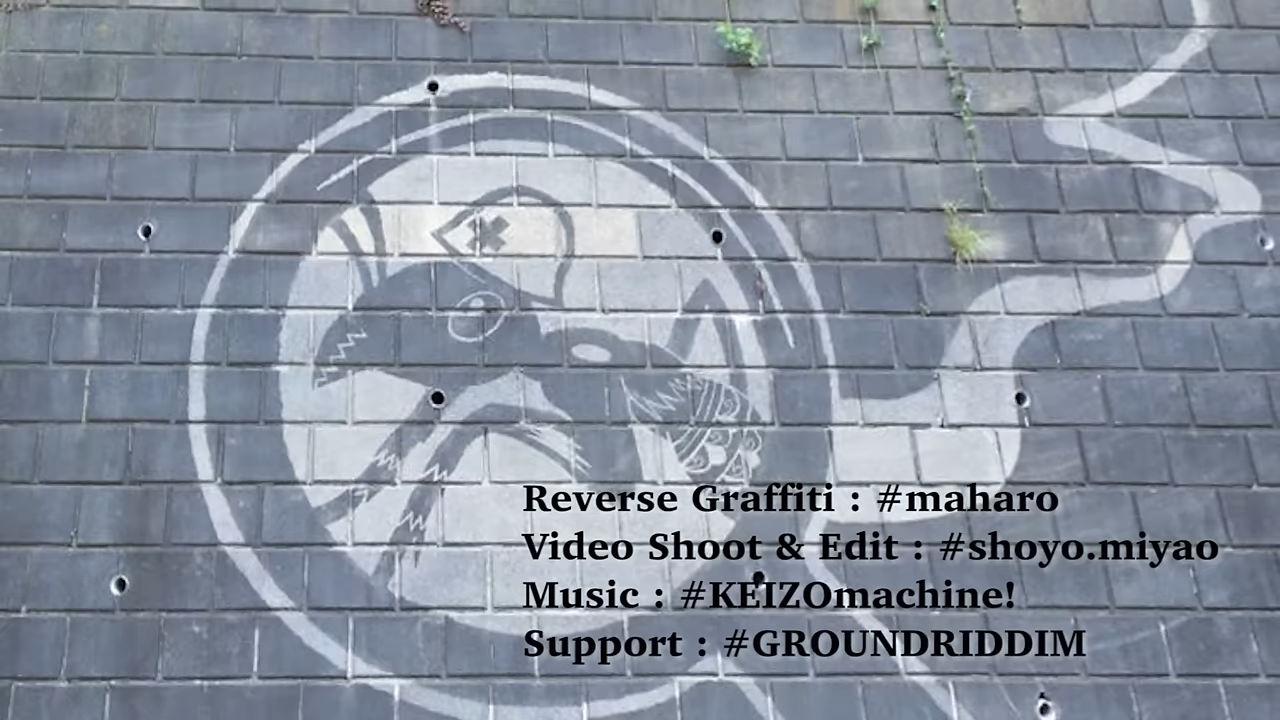 Reverse Graffiti : #maharo
Video Shoot & Edit : #shoyo.miyao
Music : #KEIZOmachine!
Support : #GROUNDRIDDIM